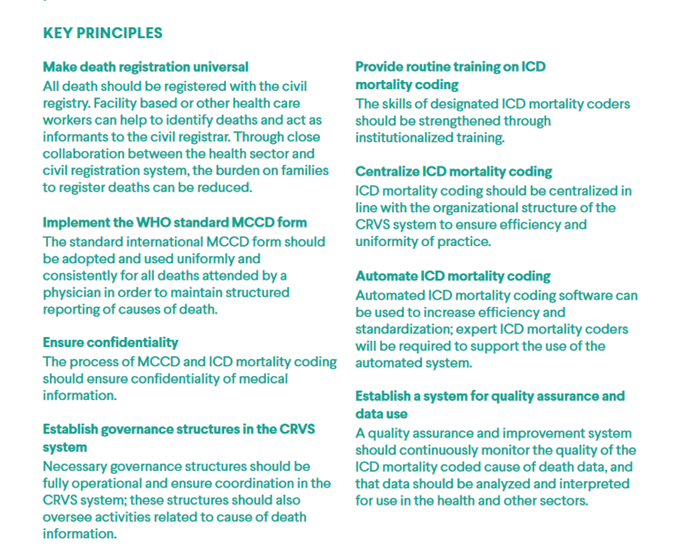 KEY PRINCIPLES
Make death registration universal
All death should be registered with the civil
registry. Facility based or other health care
workers can help to identify deaths and act as
informants to the civil registrar. Through close
collaboration between the health sector and
civil registration system, the burden on families
to register deaths can be reduced.
Implement the WHO standard MCCD form
The standard international MCCD form should
be adopted and used uniformly and
consistently for all deaths attended by a
physician in order to maintain structured
reporting of causes of death.
Ensure confidentiality
The process of MCCD and ICD mortality coding
should ensure confidentiality of medical
information.
Establish governance structures in the CRVS
system
Necessary governance structures should be
fully operational and ensure coordination in the
CRVS system; these structures should also
oversee activities related to cause of death
information.
Provide routine training on ICD
mortality coding
The skills of designated ICD mortality coders
should be strengthened through
institutionalized training.
Centralize ICD mortality coding
ICD mortality coding should be centralized in
line with the organizational structure of the
CRVS system to ensure efficiency and
uniformity of practice.
Automate ICD mortality coding
Automated ICD mortality coding software can
be used to increase efficiency and
standardization; expert ICD mortality coders
will be required to support the use of the
automated system.
Establish a system for quality assurance and
data use
A quality assurance and improvement system
should continuously monitor the quality of the
ICD mortality coded cause of death data, and
that data should be analyzed and interpreted
for use in the health and other sectors.